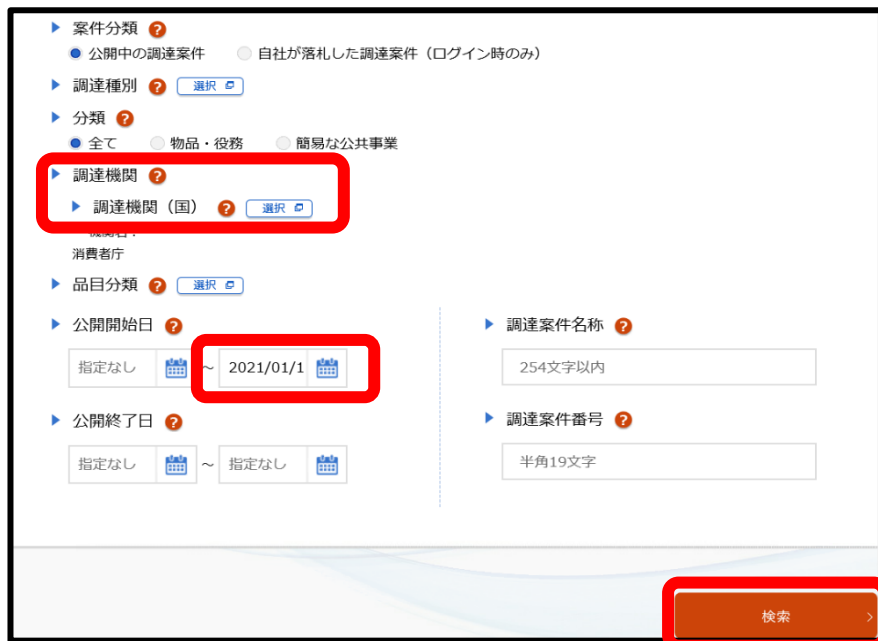 案件分類 ?
公開中の調達案件 自社が落札した調達案件（ログイン時のみ）
調達種別 ? 選択
分類 ?
全て 物品・役務 簡易な公共事業
調達機関 ?
調達機関（国） ? 選択
機関名：
消費者庁
品目分類 ? 選択
公開開始日 ?
指定なし ～ 2021/01/1
公開終了日 ?
指定なし ～ 指定なし
調達案件名称 ?
254文字以内
調達案件番号 ?
半角19文字
検索